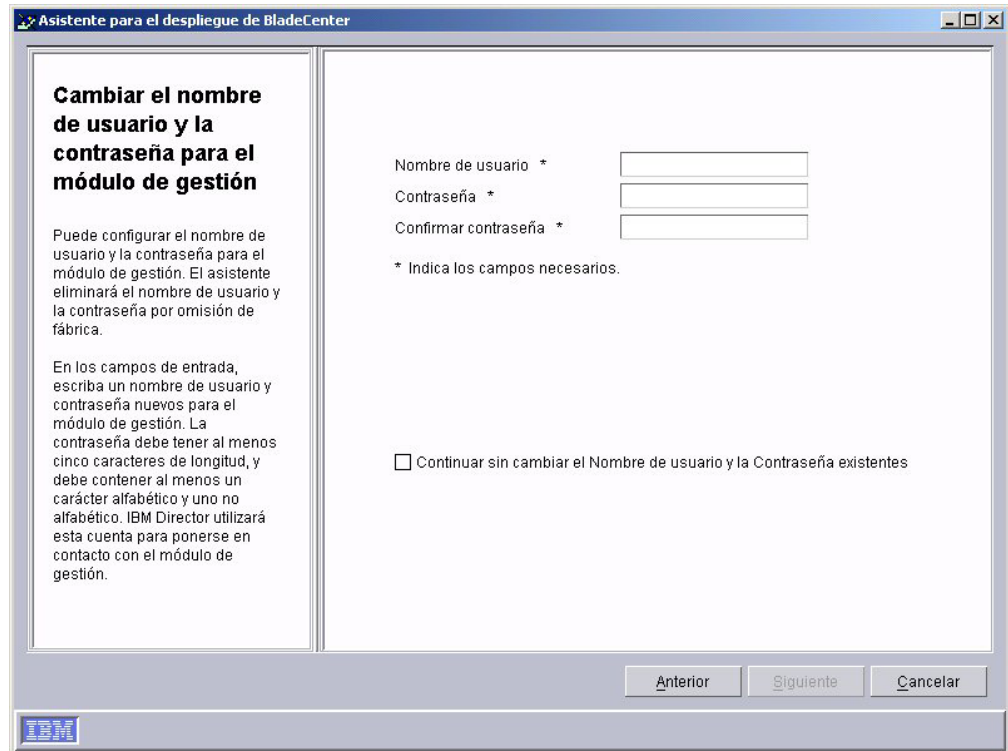 Asistente para el despliegue de BladeCenter
Cambiar el nombre
de usuario y la
contraseña para el
módulo de gestión
Puede configurar el nombre de
usuario y la contraseña para el
módulo de gestión. El asistente
eliminará el nombre de usuario y
la contraseña por omisión de
fábrica.
En los campos de entrada,
escriba un nombre de usuario y
contraseña nuevos para el
módulo de gestión. La
contraseña debe tener al menos
cinco caracteres de longitud, y
debe contener al menos un
carácter alfabético y uno no
alfabético. IBM Director utilizará
esta cuenta para ponerse en
contacto con el módulo de
gestión.
Nombre de usuario *
Contraseña *
Confirmar contraseña *
* Indica los campos necesarios.
Continuar sin cambiar el Nombre de usuario y la Contraseña existentes
Anterior Siguiente Cancelar
IBM